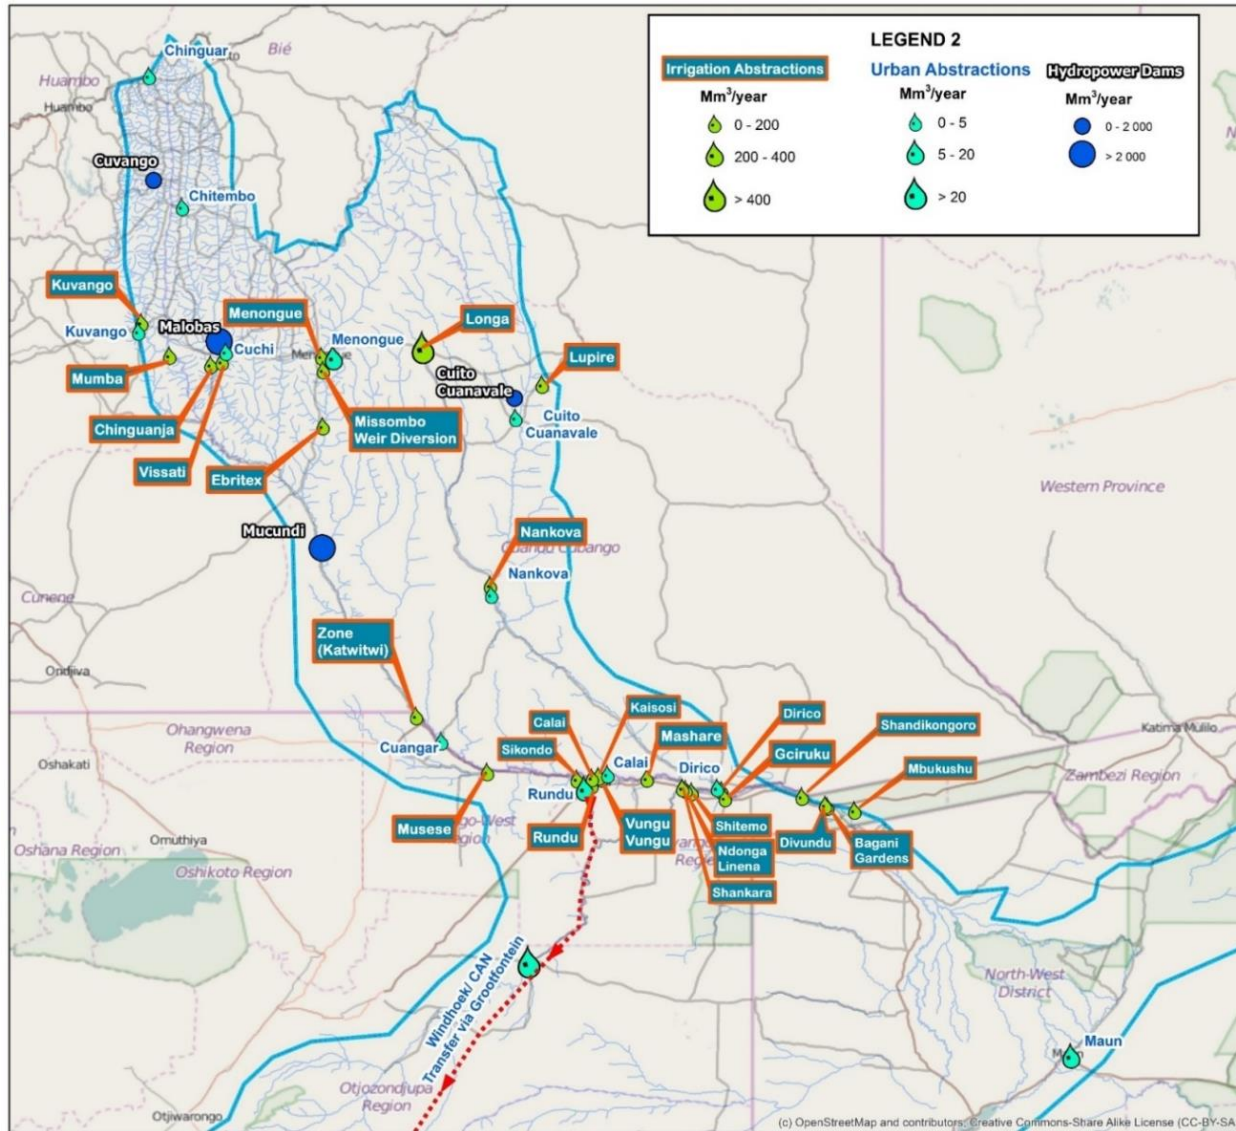 LEGEND 2
Irrigation Abstractions
Mm³/year
0 - 200
200 - 400
> 400
Urban Abstractions
Mm³/year
0 - 5
5 - 20
> 20
Hydropower Dams
Mm³/year
0 - 2 000
> 2 000
Chinguar
Bié
Huambo
Huambo
Cuvango
Chitembo
Kuvango
Kuvango
Malobas
Menongue
Menongue
Longa
Cuchi
Mumba
Cuito
Cuanavale
Lupire
Chinguanja
Missombo
Weir Diversion
Cuito
Cuanavale
Vissati
Ebritex
Western Province
Mucundi
Nankova
Nankova
Cunene
Zone
(Katwitwi)
Ondjiva
Ohangwena
Region
Cuangar
Calai
Kaisosi
Dirico
Shandikongoro
Katima Mulilo
Sikondo
Mashare
Gciruku
Oshakati
Calai
Dirico
Mbukushu
Zambezi Region
Rundu
Musese
Rundu
Vungu
Vungu
Shitemo
Divundu
Bagani
Gardens
Ndonga
Linena
Shankara
Omuthiya
Oshana Region
Oshikoto Region
Windhoek/ CAN
Transfer via Grootfontein
North-West
District
Maun
Otjozondjupa
Region
Otjiwarongo
(c) OpenStreetMap and contributors, Creative Commons-Share Alike License (CC-BY-SA